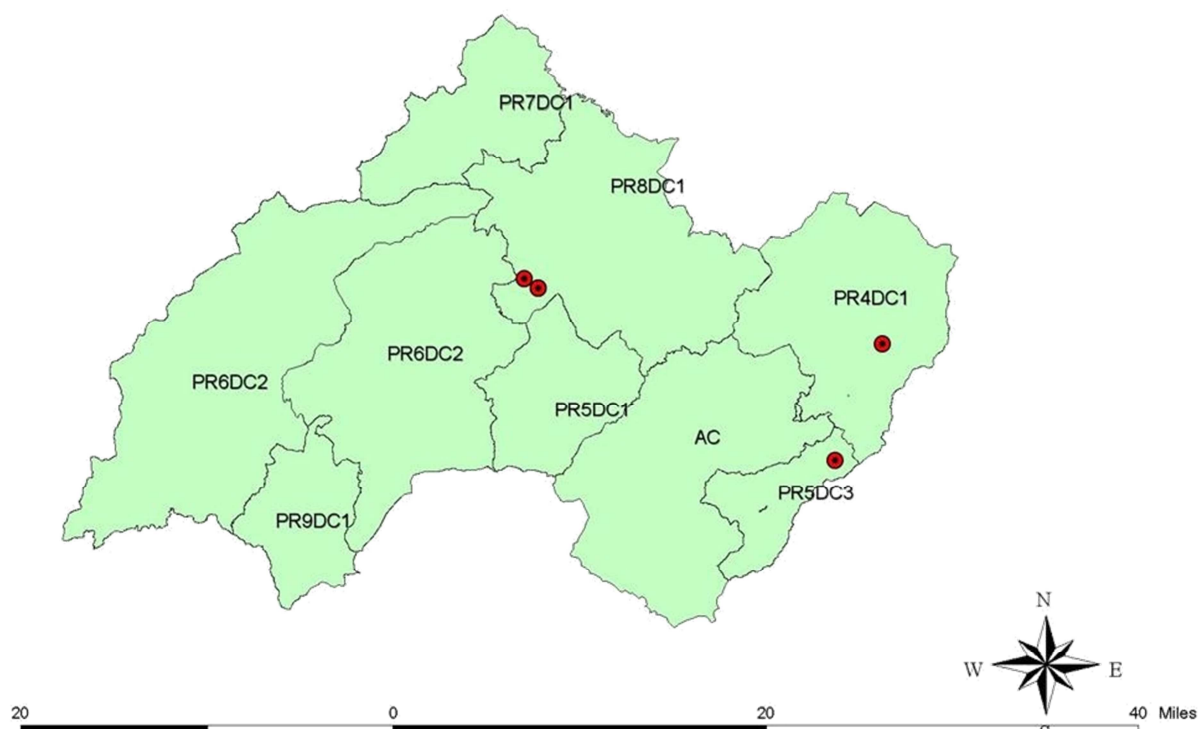 PR7DC1
PR8DC1
PR4DC1
PR6DC2
PR6DC2
PR5DC1
AC
PR5DC3
PR9DC1
N
W E
S
20 0 20 40 Miles